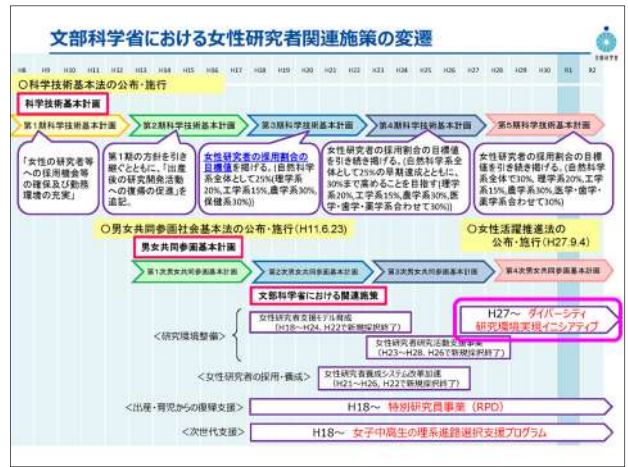 文部科学省における女性研究者関連施策の変遷
H8 H9 H10 H11 H12 H13 H14 H15 H16 H17 H18 H19 H20 H21 H22 H23 H24 H25 H26 H27 H28 H29 H30 R1 R2
○科学技術基本法の公布・施行
科学技術基本計画
第1期科学技術基本計画 第2期科学技術基本計画 第3期科学技術基本計画 第4期科学技術基本計画 第5期科学技術基本計画
「女性の研究者等
への採用機会等
の確保及び勤務
環境の充実」
第1期の方針を引き
継ぐとともに、「出産
後の研究開発活動
への復帰の促進」を
追記。
女性研究者の採用割合の
目標値を掲げる。(自然科学
系全体として25%(理学系
20%,工学系15%,農学系30%,
保健系30%))
女性研究者の採用割合の目標値
を引き続き掲げる。(自然科学系全
体として25%の早期達成とともに、
30%まで高めることを目指す(理学
系20%,工学系15%,農学系30%,医
学・歯学・薬学系合わせて30%))
女性研究者の採用割合の目標
値を引き続き掲げる。(自然科学
系全体で30%, 理学系20%,工学
系15%,農学系30%,医学・歯学・
薬学系合わせて30%)
○男女共同参画社会基本法の公布・施行(H11.6.23)
○女性活躍推進法の
公布・施行(H27.9.4)
男女共同参画基本計画
第1次男女共同参画基本計画 第2次男女共同参画基本計画 第3次男女共同参画基本計画 第4次男女共同参画基本計画
文部科学省における関連施策
<研究環境整備>
女性研究者支援モデル育成
(H18~H24, H22で新規採択終了)
女性研究者研究活動支援事業
(H23~H28, H26で新規採択終了)
H27~ ダイバーシティ
研究環境実現イニシアティブ
<女性研究者の採用・養成>
女性研究者養成システム改革加速
(H21~H26, H22で新規採択終了)
<出産・育児からの復帰支援>
H18~ 特別研究員事業(RPD)
<次世代支援>
H18~ 女子中高生の理系進路選択支援プログラム